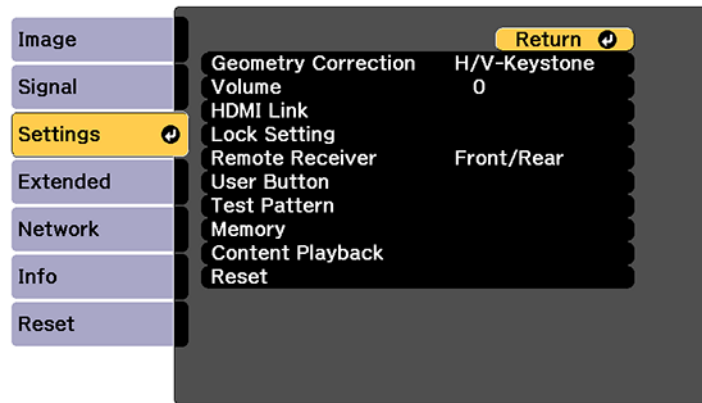 Image
Signal
Settings
Extended
Network
Info
Reset
Return
Geometry Correction H/V-Keystone
Volume 0
HDMI Link
Lock Setting
Remote Receiver Front/Rear
User Button
Test Pattern
Memory
Content Playback
Reset